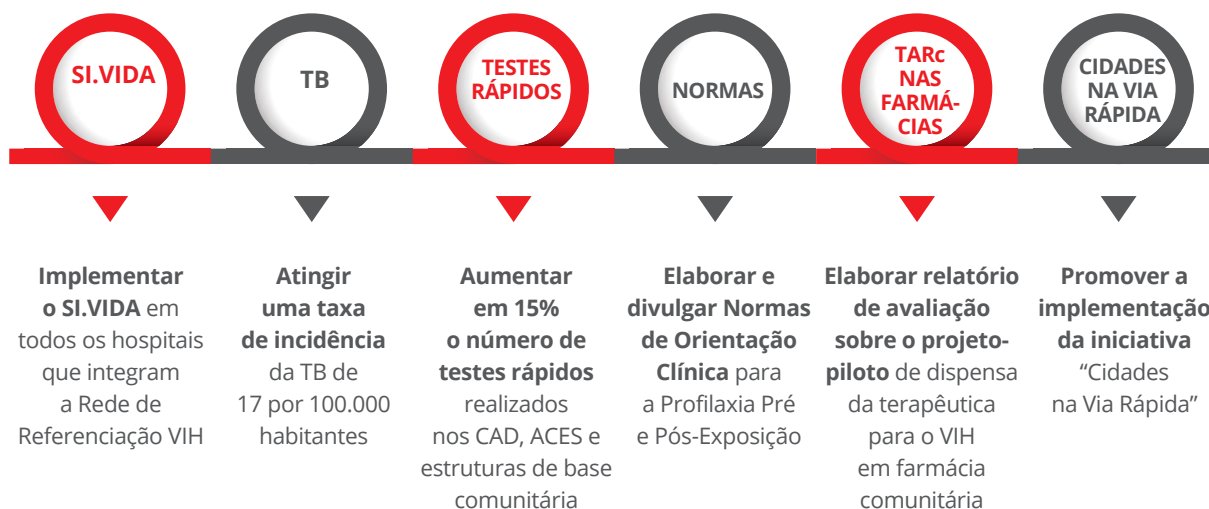 SI.VIDA
TB
TESTES
RÁPIDOS
NORMAS
TARc
NAS
FARMÁ-
CIAS
CIDADES
NA VIA
RÁPIDA
Implementar
o SI.VIDA em
todos os hospitais
que integram
a Rede de
Referenciação VIH
Atingir
uma taxa
de incidência
da TB de
17 por 100.000
habitantes
Aumentar
em 15%
o número de
testes rápidos
realizados
nos CAD, ACES e
estruturas de base
comunitária
Elaborar e
divulgar Normas
de Orientação
Clínica para
a Profilaxia Pré
e Pós-Exposição
Elaborar relatório
de avaliação
sobre o projeto-
piloto de dispensa
da terapêutica
para o VIH
em farmácia
comunitária
Promover a
implementação
da iniciativa
“Cidades
na Via Rápida”